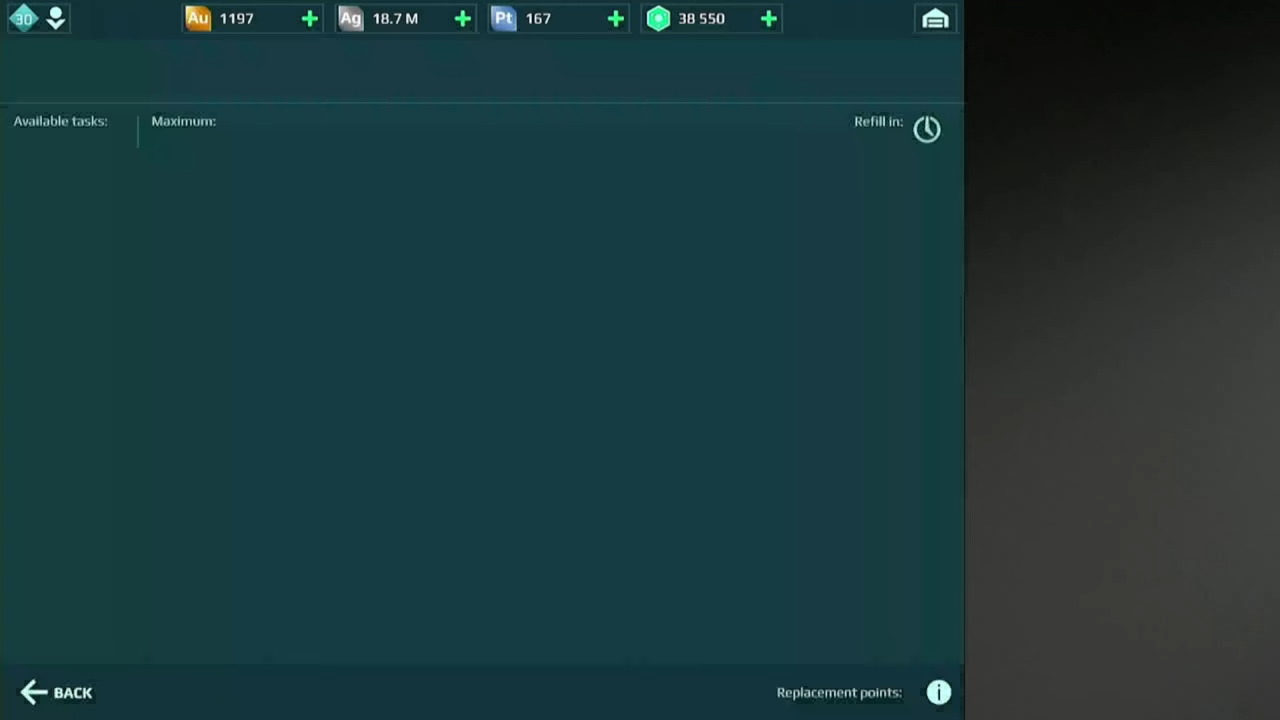 30
Au 1197 + Ag 18.7 M + Pt 167 + 38 550 +
Available tasks: Maximum: Refill in:
BACK Replacement points: i